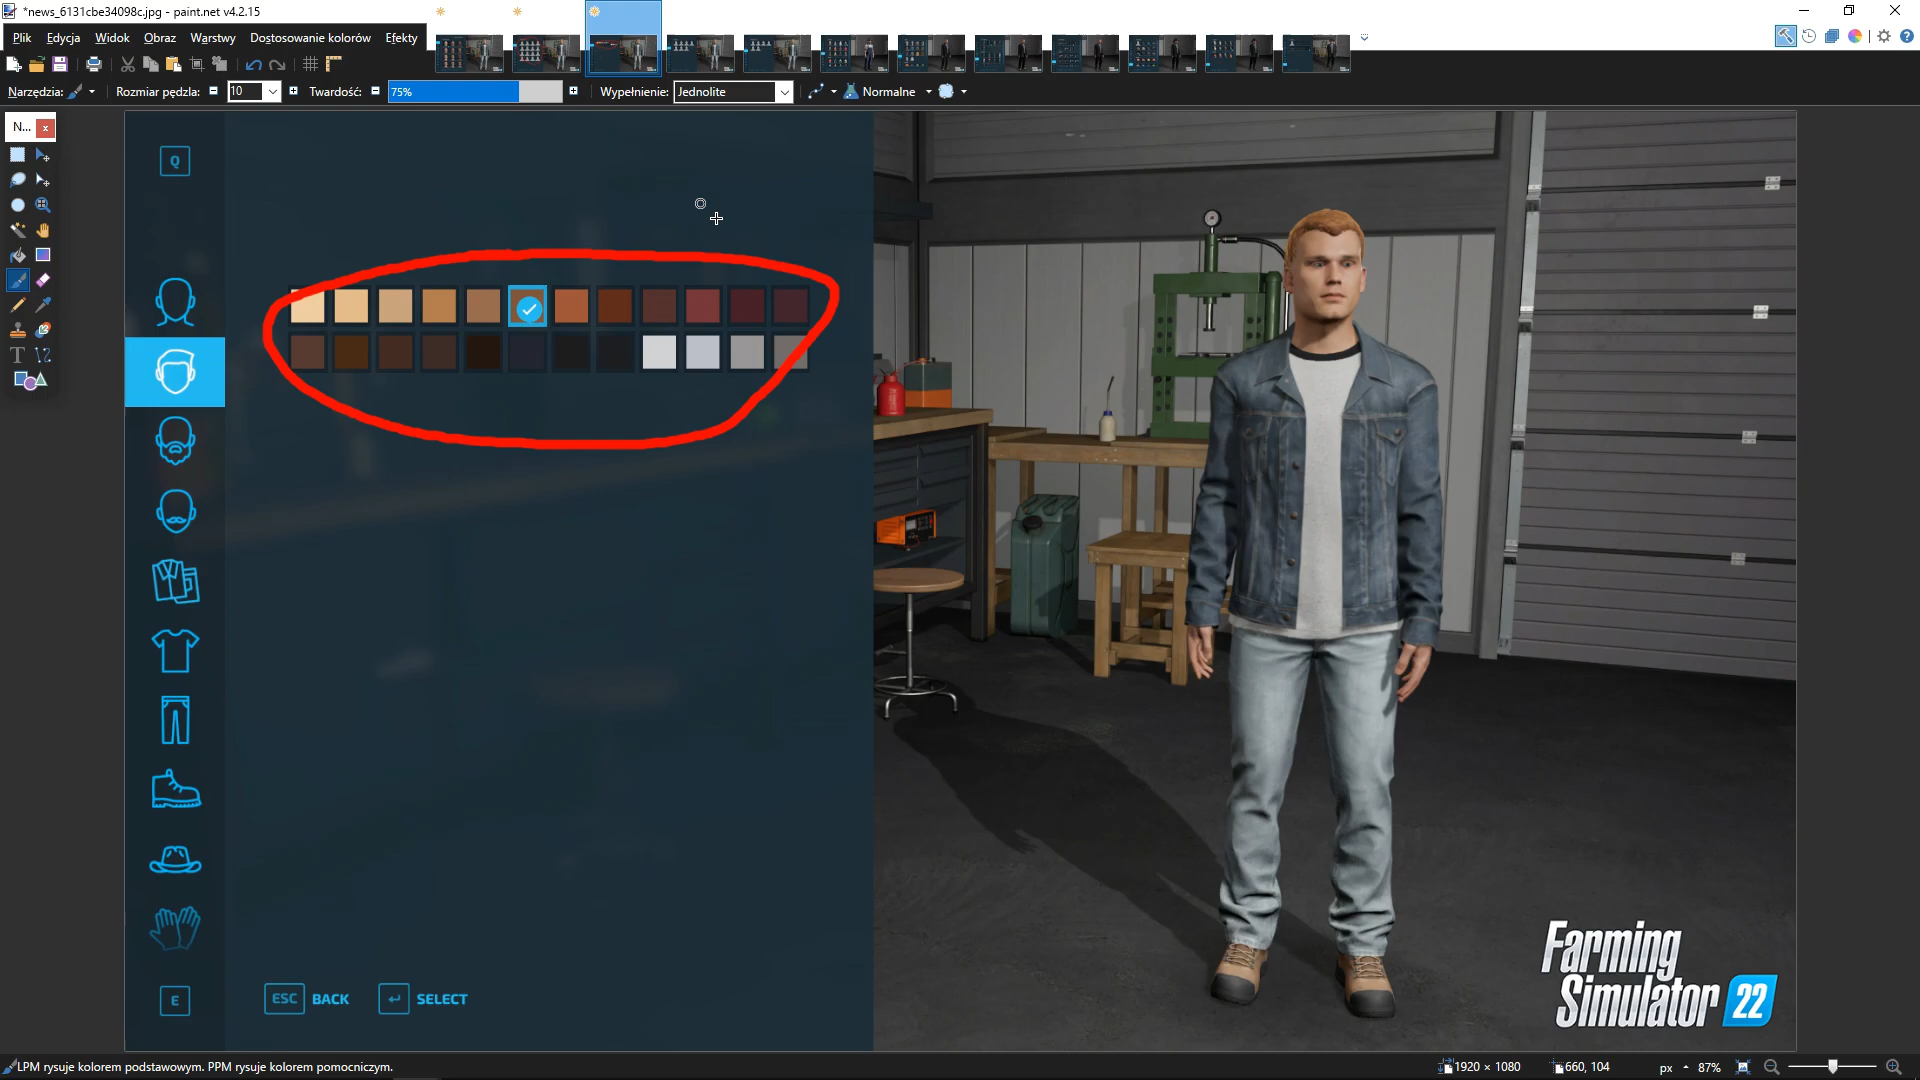 *news_6131cbe34098c.jpg - paint.net v4.2.15
Plik Edycja Widok Obraz Warstwy Dostosowanie kolorów Efekty
Narzędzia: Rozmiar pędzla: 10 Twardość: 75% Wypełnienie: Jednolite Normalne
N... x
Q
E
ESC BACK SELECT
Farming
Simulator 22
LPM rysuje kolorem podstawowym. PPM rysuje kolorem pomocniczym.
1920 × 1080 660, 104 px 87%